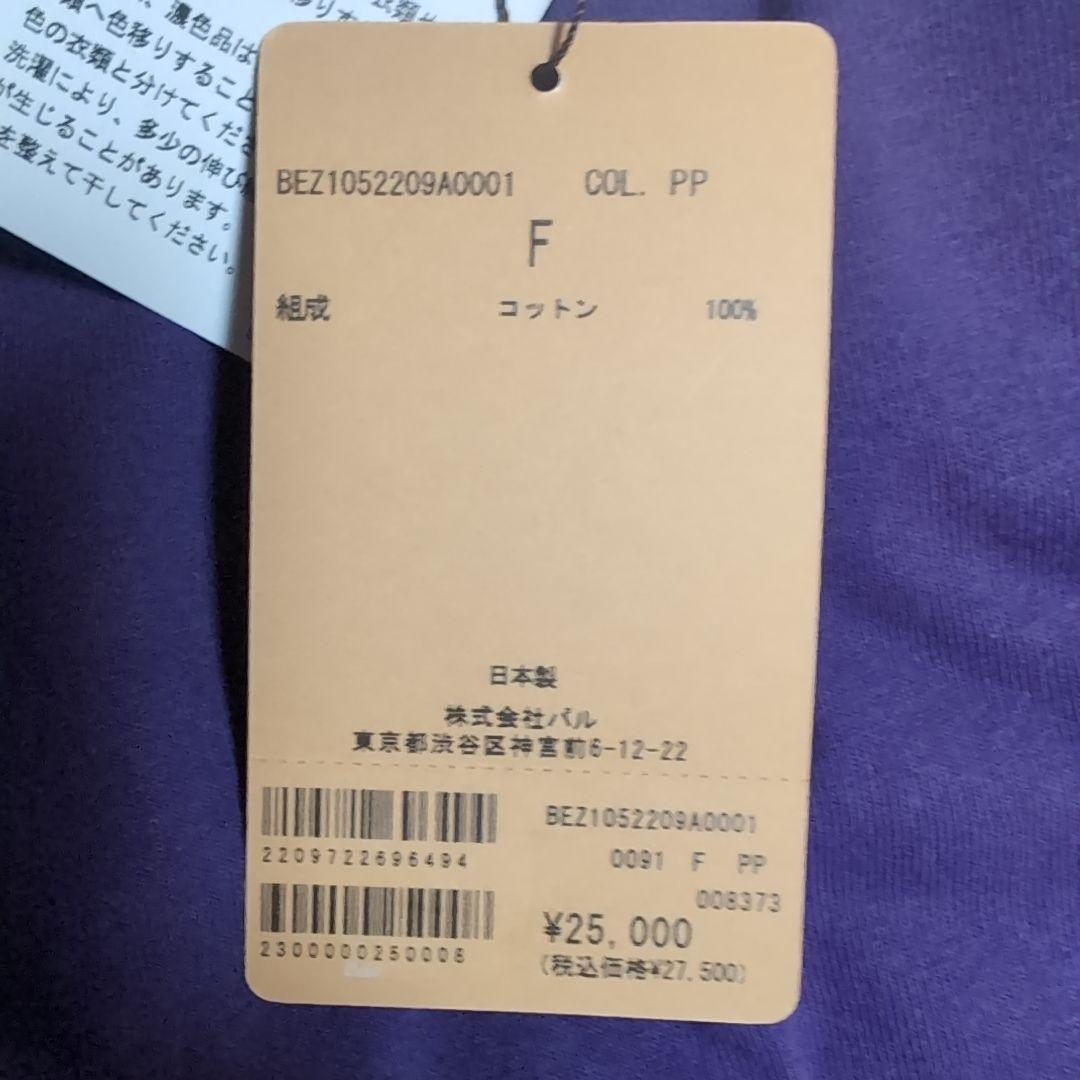 濃色品は
類へ色移りすること
色の衣類と分けてくださ
洗濯により、多少の伸び
が生じることがあります。
を整えて干してください。
BEZ1052209A0001 COL. PP
F
組成 コットン 100%
日本製
株式会社パル
東京都渋谷区神宮前6-12-22
2209722696494
2300000250008
BEZ1052209A0001
0091 F PP
008373
¥25,000
(税込価格¥27,500)